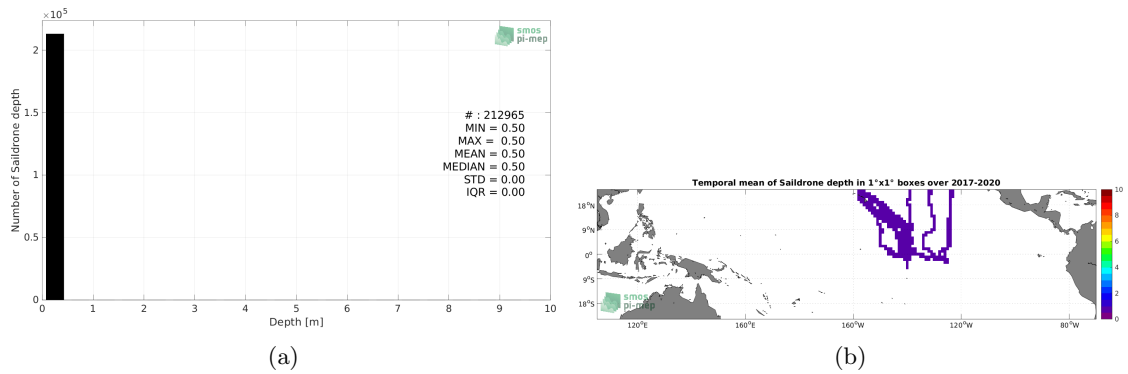 ×10⁵
2
1.5
1
0.5
0
Number of Saildrone depth
0 1 2 3 4 5 6 7 8 9 10
Depth [m]
smos
pi-mep
# : 212965
MIN = 0.50
MAX = 0.50
MEAN = 0.50
MEDIAN = 0.50
STD = 0.00
IQR = 0.00
(a)
Temporal mean of Saildrone depth in 1°x1° boxes over 2017-2020
18°N
9°N
0°
9°S
18°S
120°E 160°E 160°W 120°W 80°W
smos
pi-mep
10
8
6
4
2
0
(b)